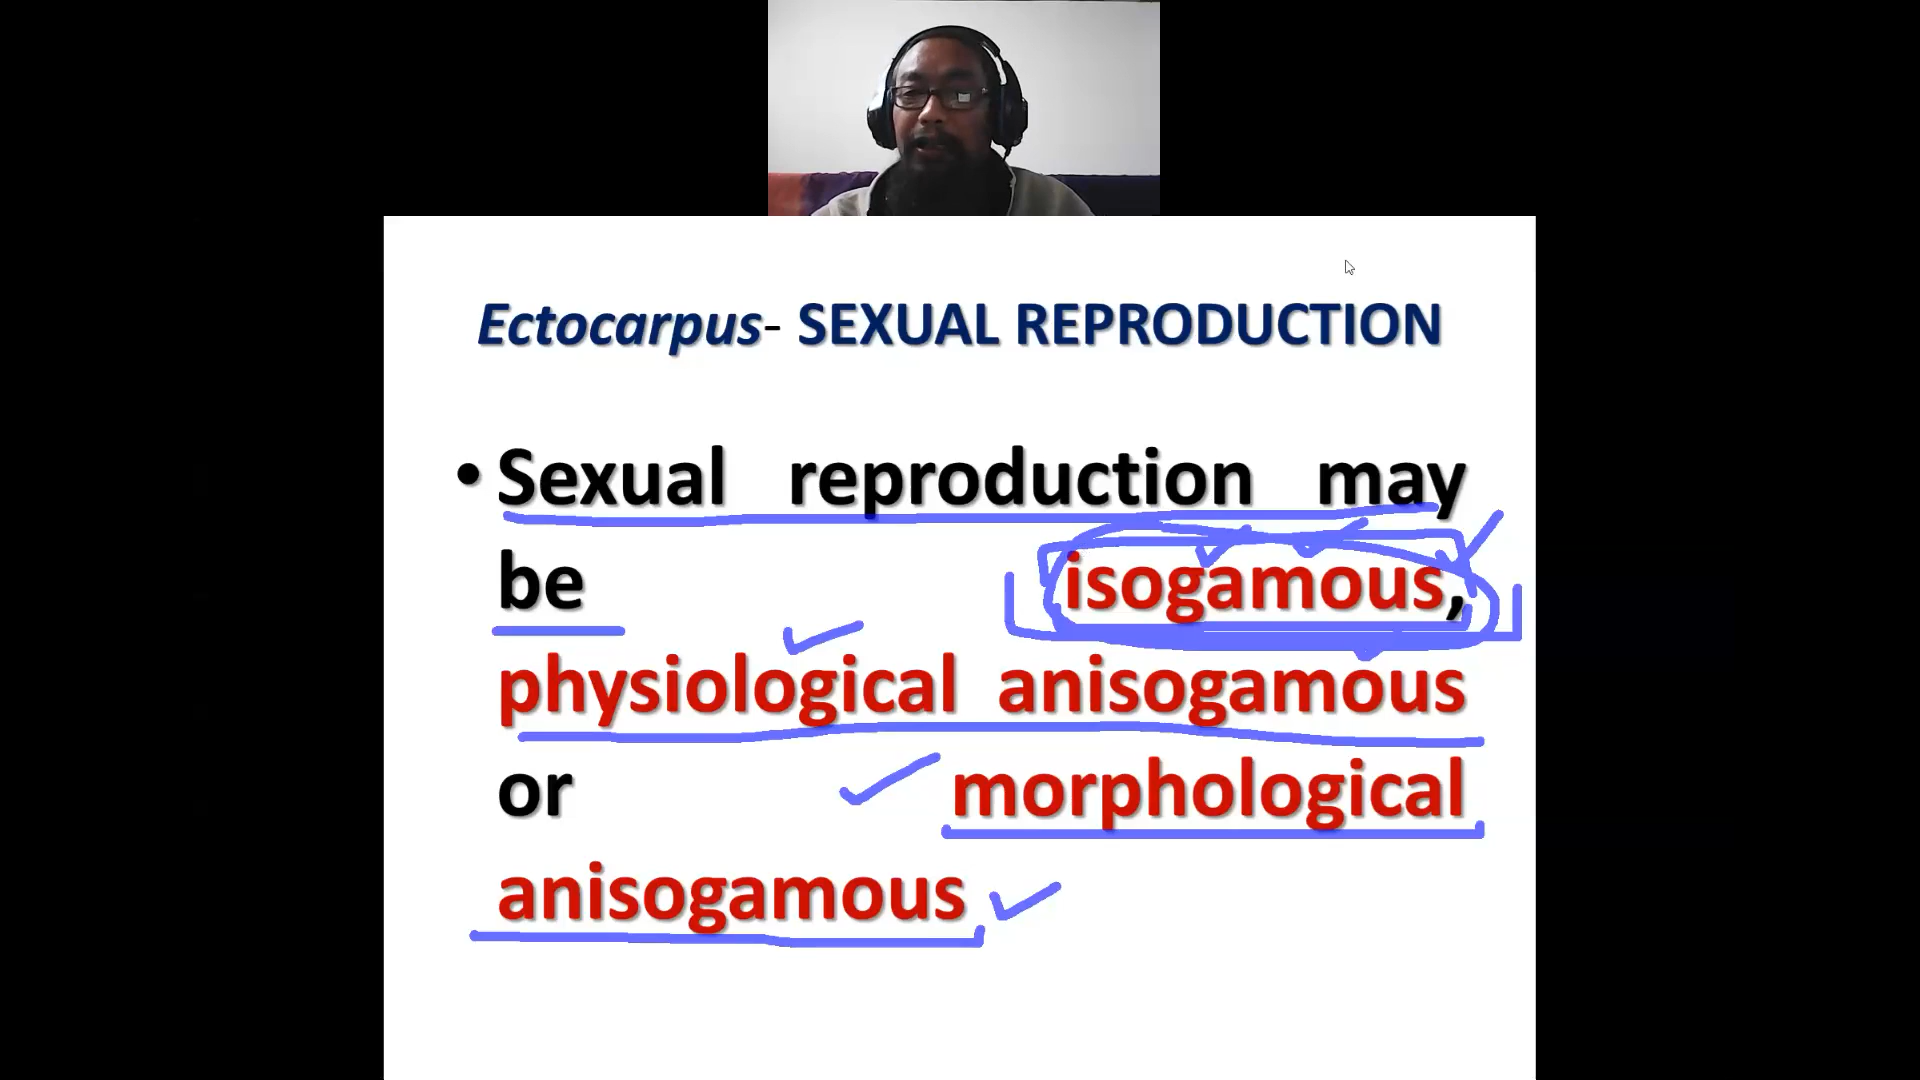 Ectocarpus- SEXUAL REPRODUCTION
• Sexual reproduction may
be isogamous,
physiological anisogamous
or morphological
anisogamous